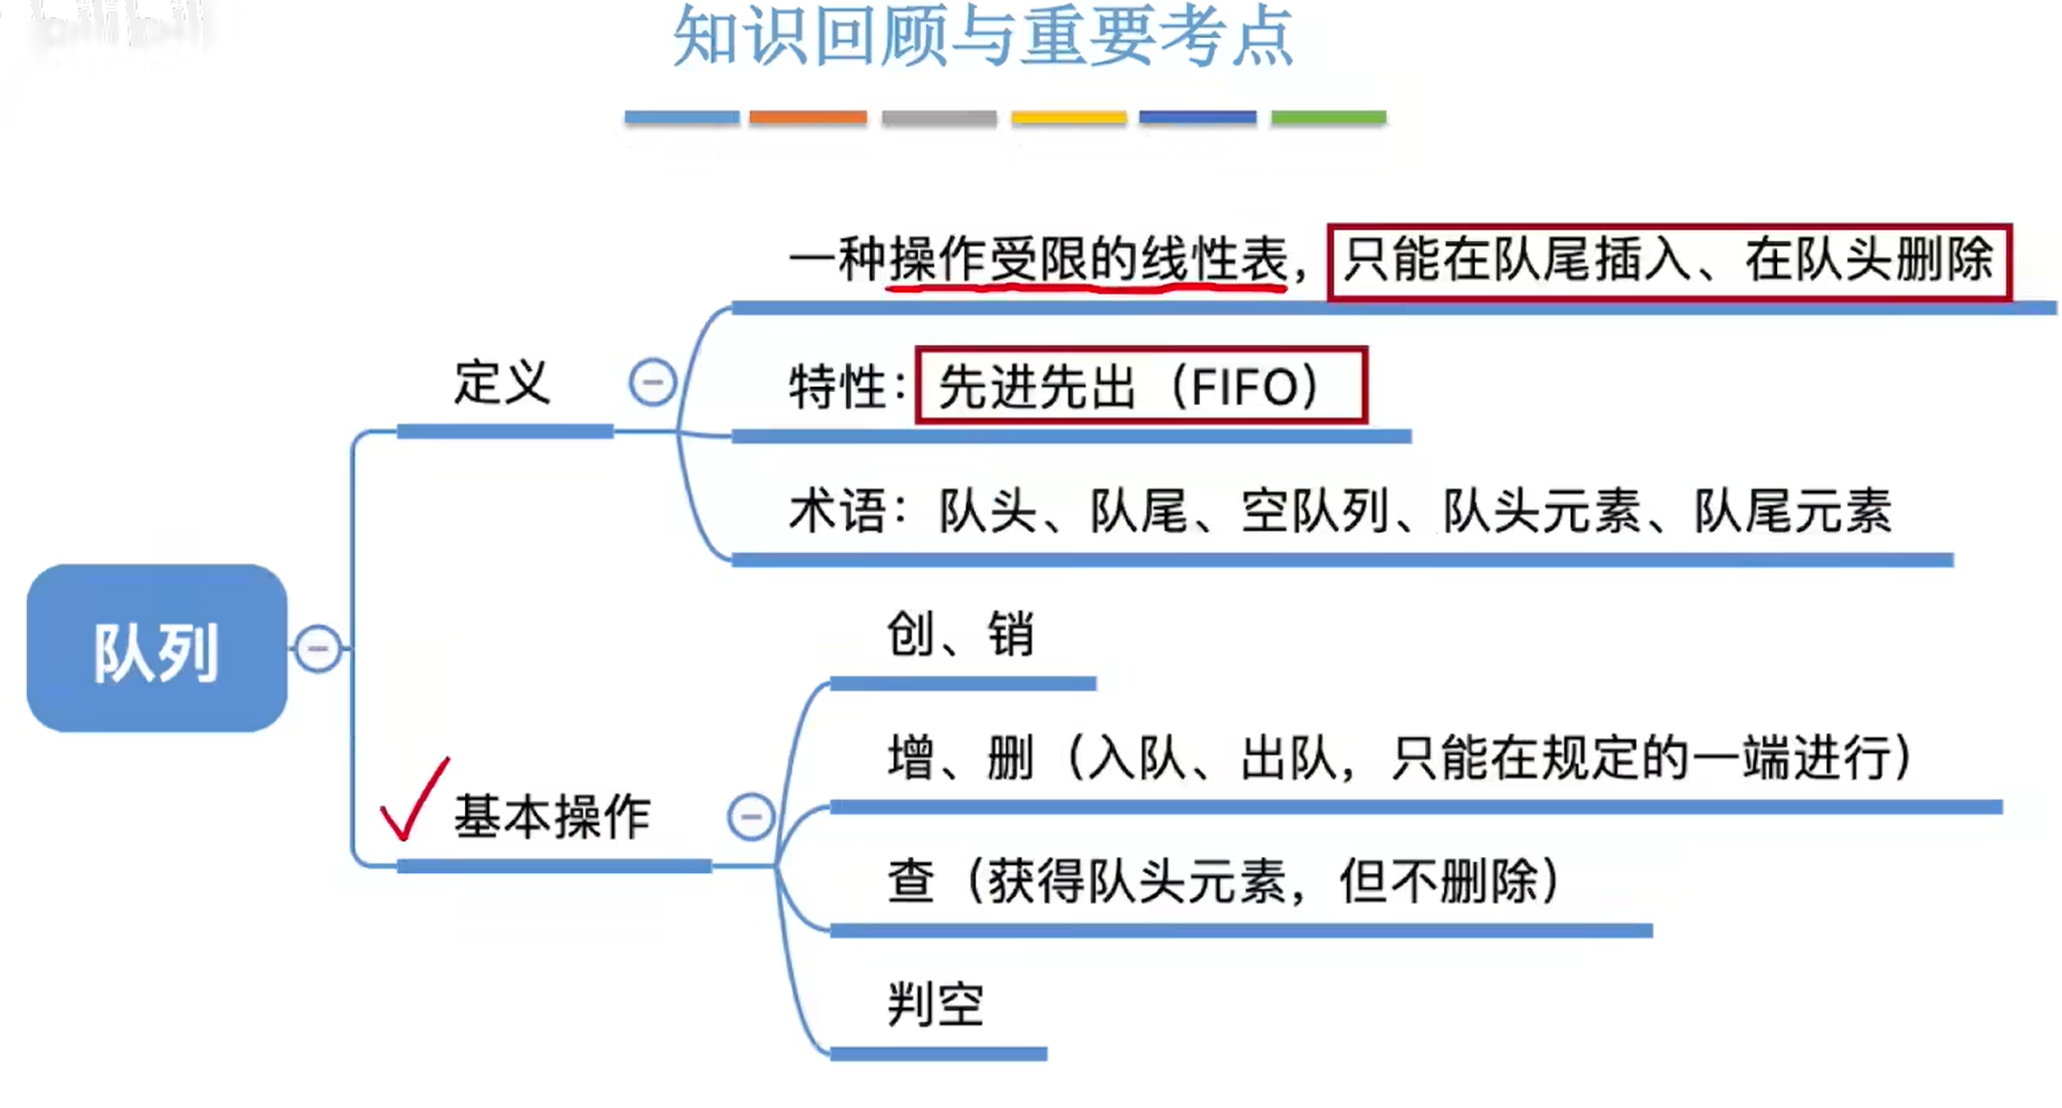 知识回顾与重要考点
一种操作受限的线性表，只能在队尾插入、在队头删除
定义
特性：先进先出（FIFO）
术语：队头、队尾、空队列、队头元素、队尾元素
队列
创、销
增、删（入队、出队，只能在规定的一端进行）
基本操作
查（获得队头元素，但不删除）
判空